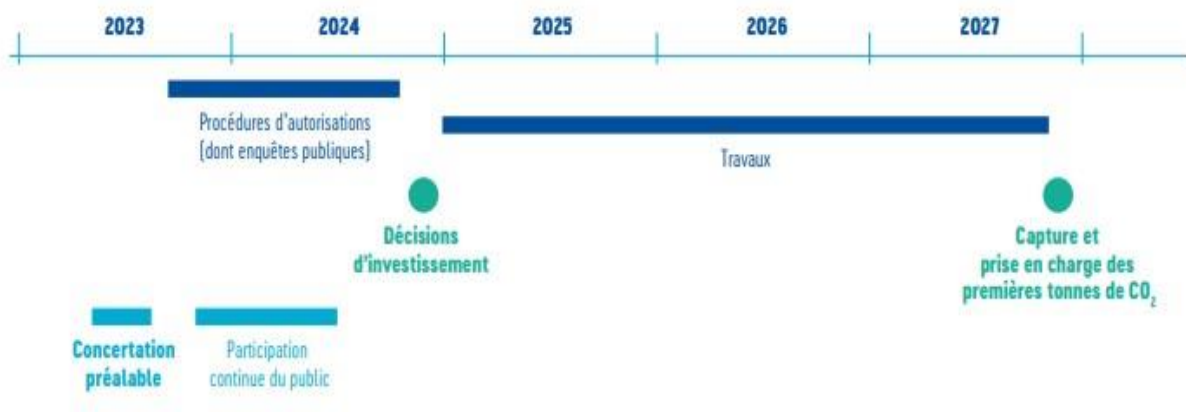 2023
2024
2025
2026
2027
Procédures d'autorisations
(dont enquêtes publiques)
Travaux
Décisions
d'investissement
Capture et
prise en charge des
premières tonnes de CO₂
Concertation
préalable
Participation
continue du public